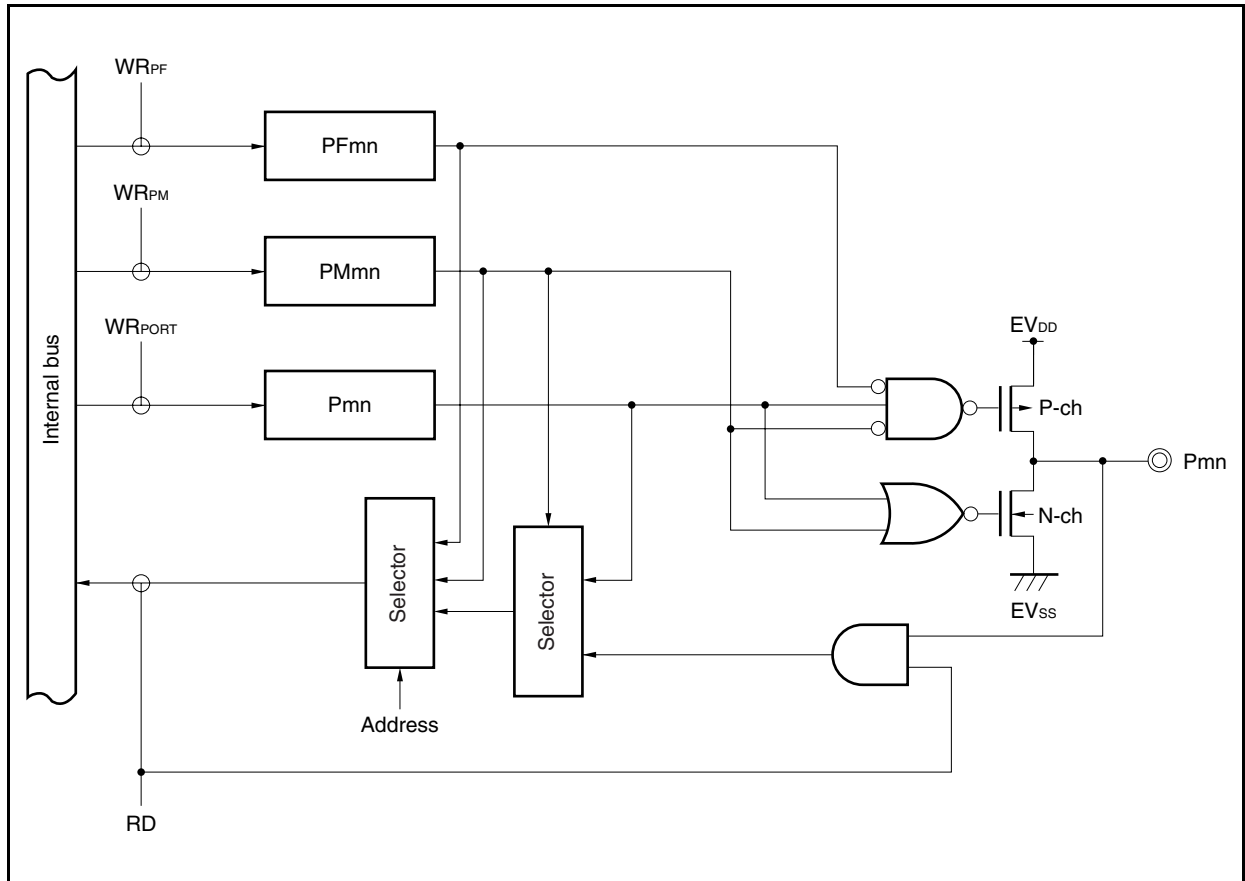 WRPF
PFmn
WRPM
PMmn
WRPORT
Pmn
Internal bus
EVDD
P-ch
Pmn
N-ch
EVSS
Selector
Selector
Address
RD